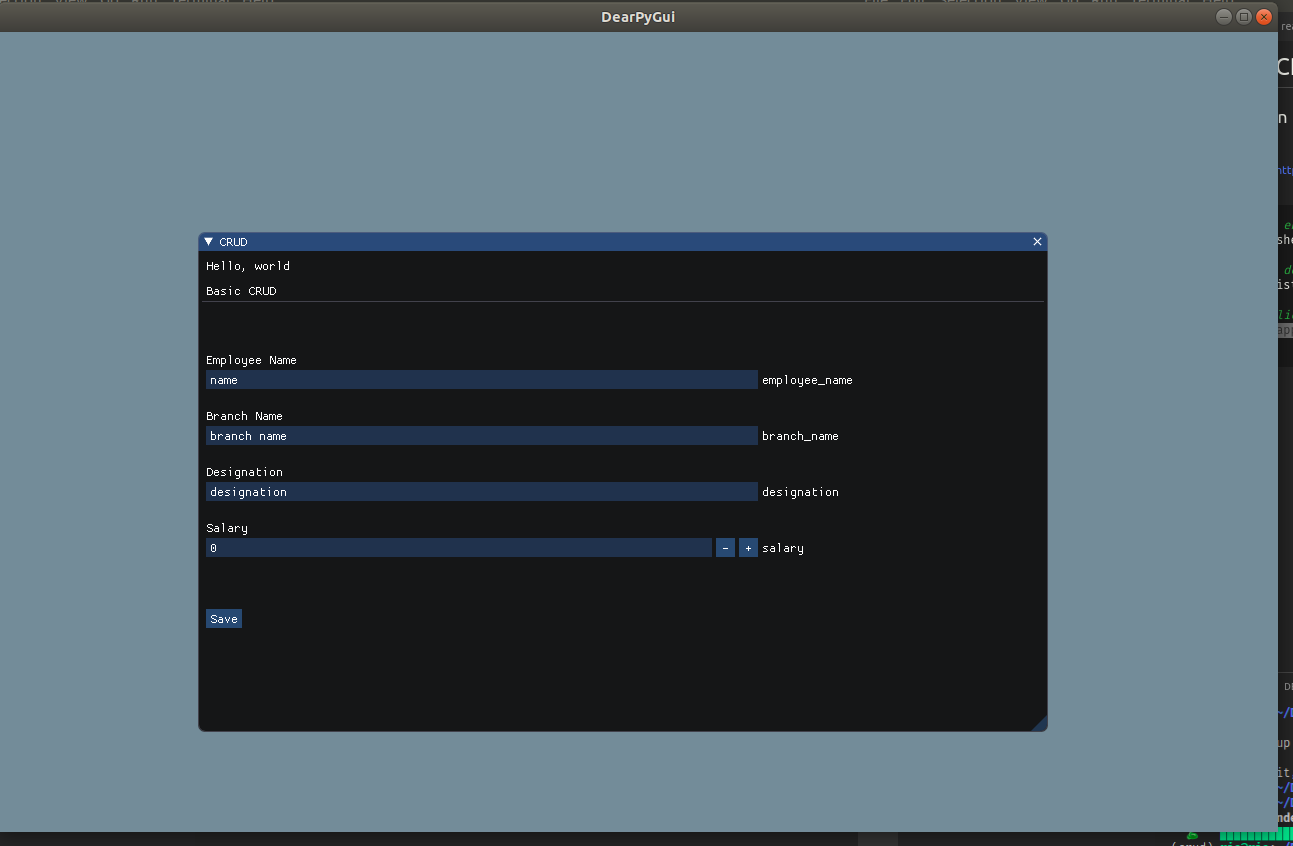 DearPyGui
CRUD
Hello, world
Basic CRUD
Employee Name
name employee_name
Branch Name
branch name branch_name
Designation
designation designation
Salary
0 - + salary
Save